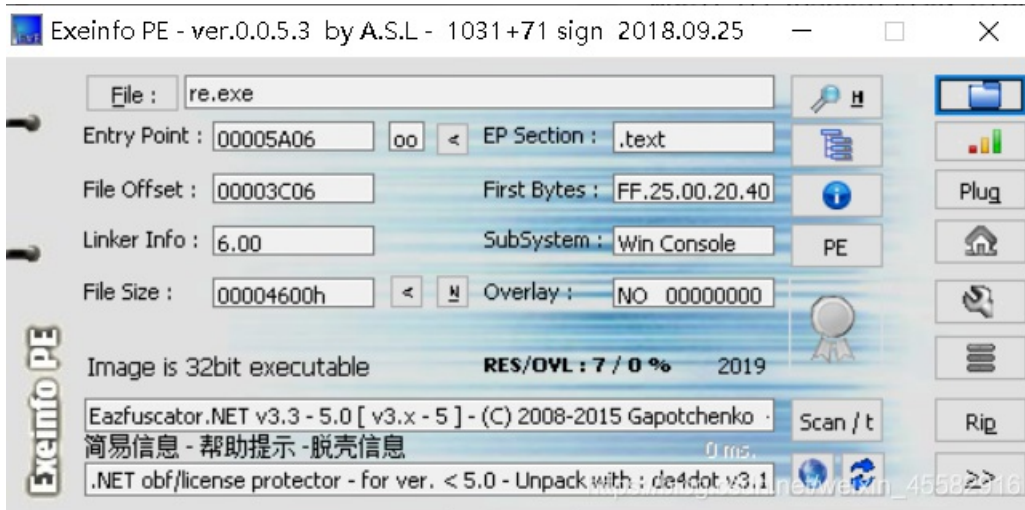 Exeinfo PE - ver.0.0.5.3 by A.S.L - 1031+71 sign 2018.09.25
File : re.exe
H
Entry Point : 00005A06 oo < EP Section : .text
File Offset : 00003C06 First Bytes : FF.25.00.20.40 Plug
Linker Info : 6.00 SubSystem : Win Console PE
File Size : 00004600h < N Overlay : NO 00000000
Image is 32bit executable RES/OVL : 7 / 0 % 2019
Eazfuscator.NET v3.3 - 5.0 [ v3.x - 5 ] - (C) 2008-2015 Gapotchenko - Scan / t Rip
简易信息 - 帮助提示 -脱壳信息 0 ms.
.NET obf/license protector - for ver. < 5.0 - Unpack with : de4dot v3.1 >>
Exeinfo PE